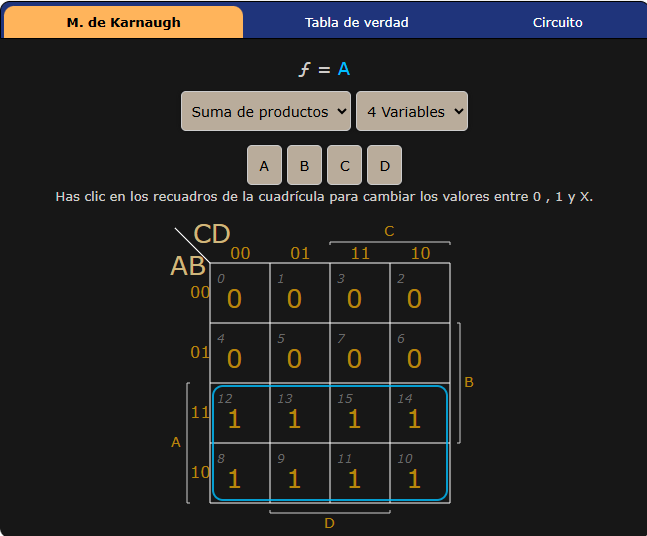 M. de Karnaugh Tabla de verdad Circuito
ƒ = A
Suma de productos 4 Variables
A B C D
Has clic en los recuadros de la cuadrícula para cambiar los valores entre 0 , 1 y X.
CD C
00 01 11 10
AB
0 1 3 2
00 0 0 0 0
4 5 7 6
01 0 0 0 0
B
12 13 15 14
11 1 1 1 1
A
8 9 11 10
10 1 1 1 1
D